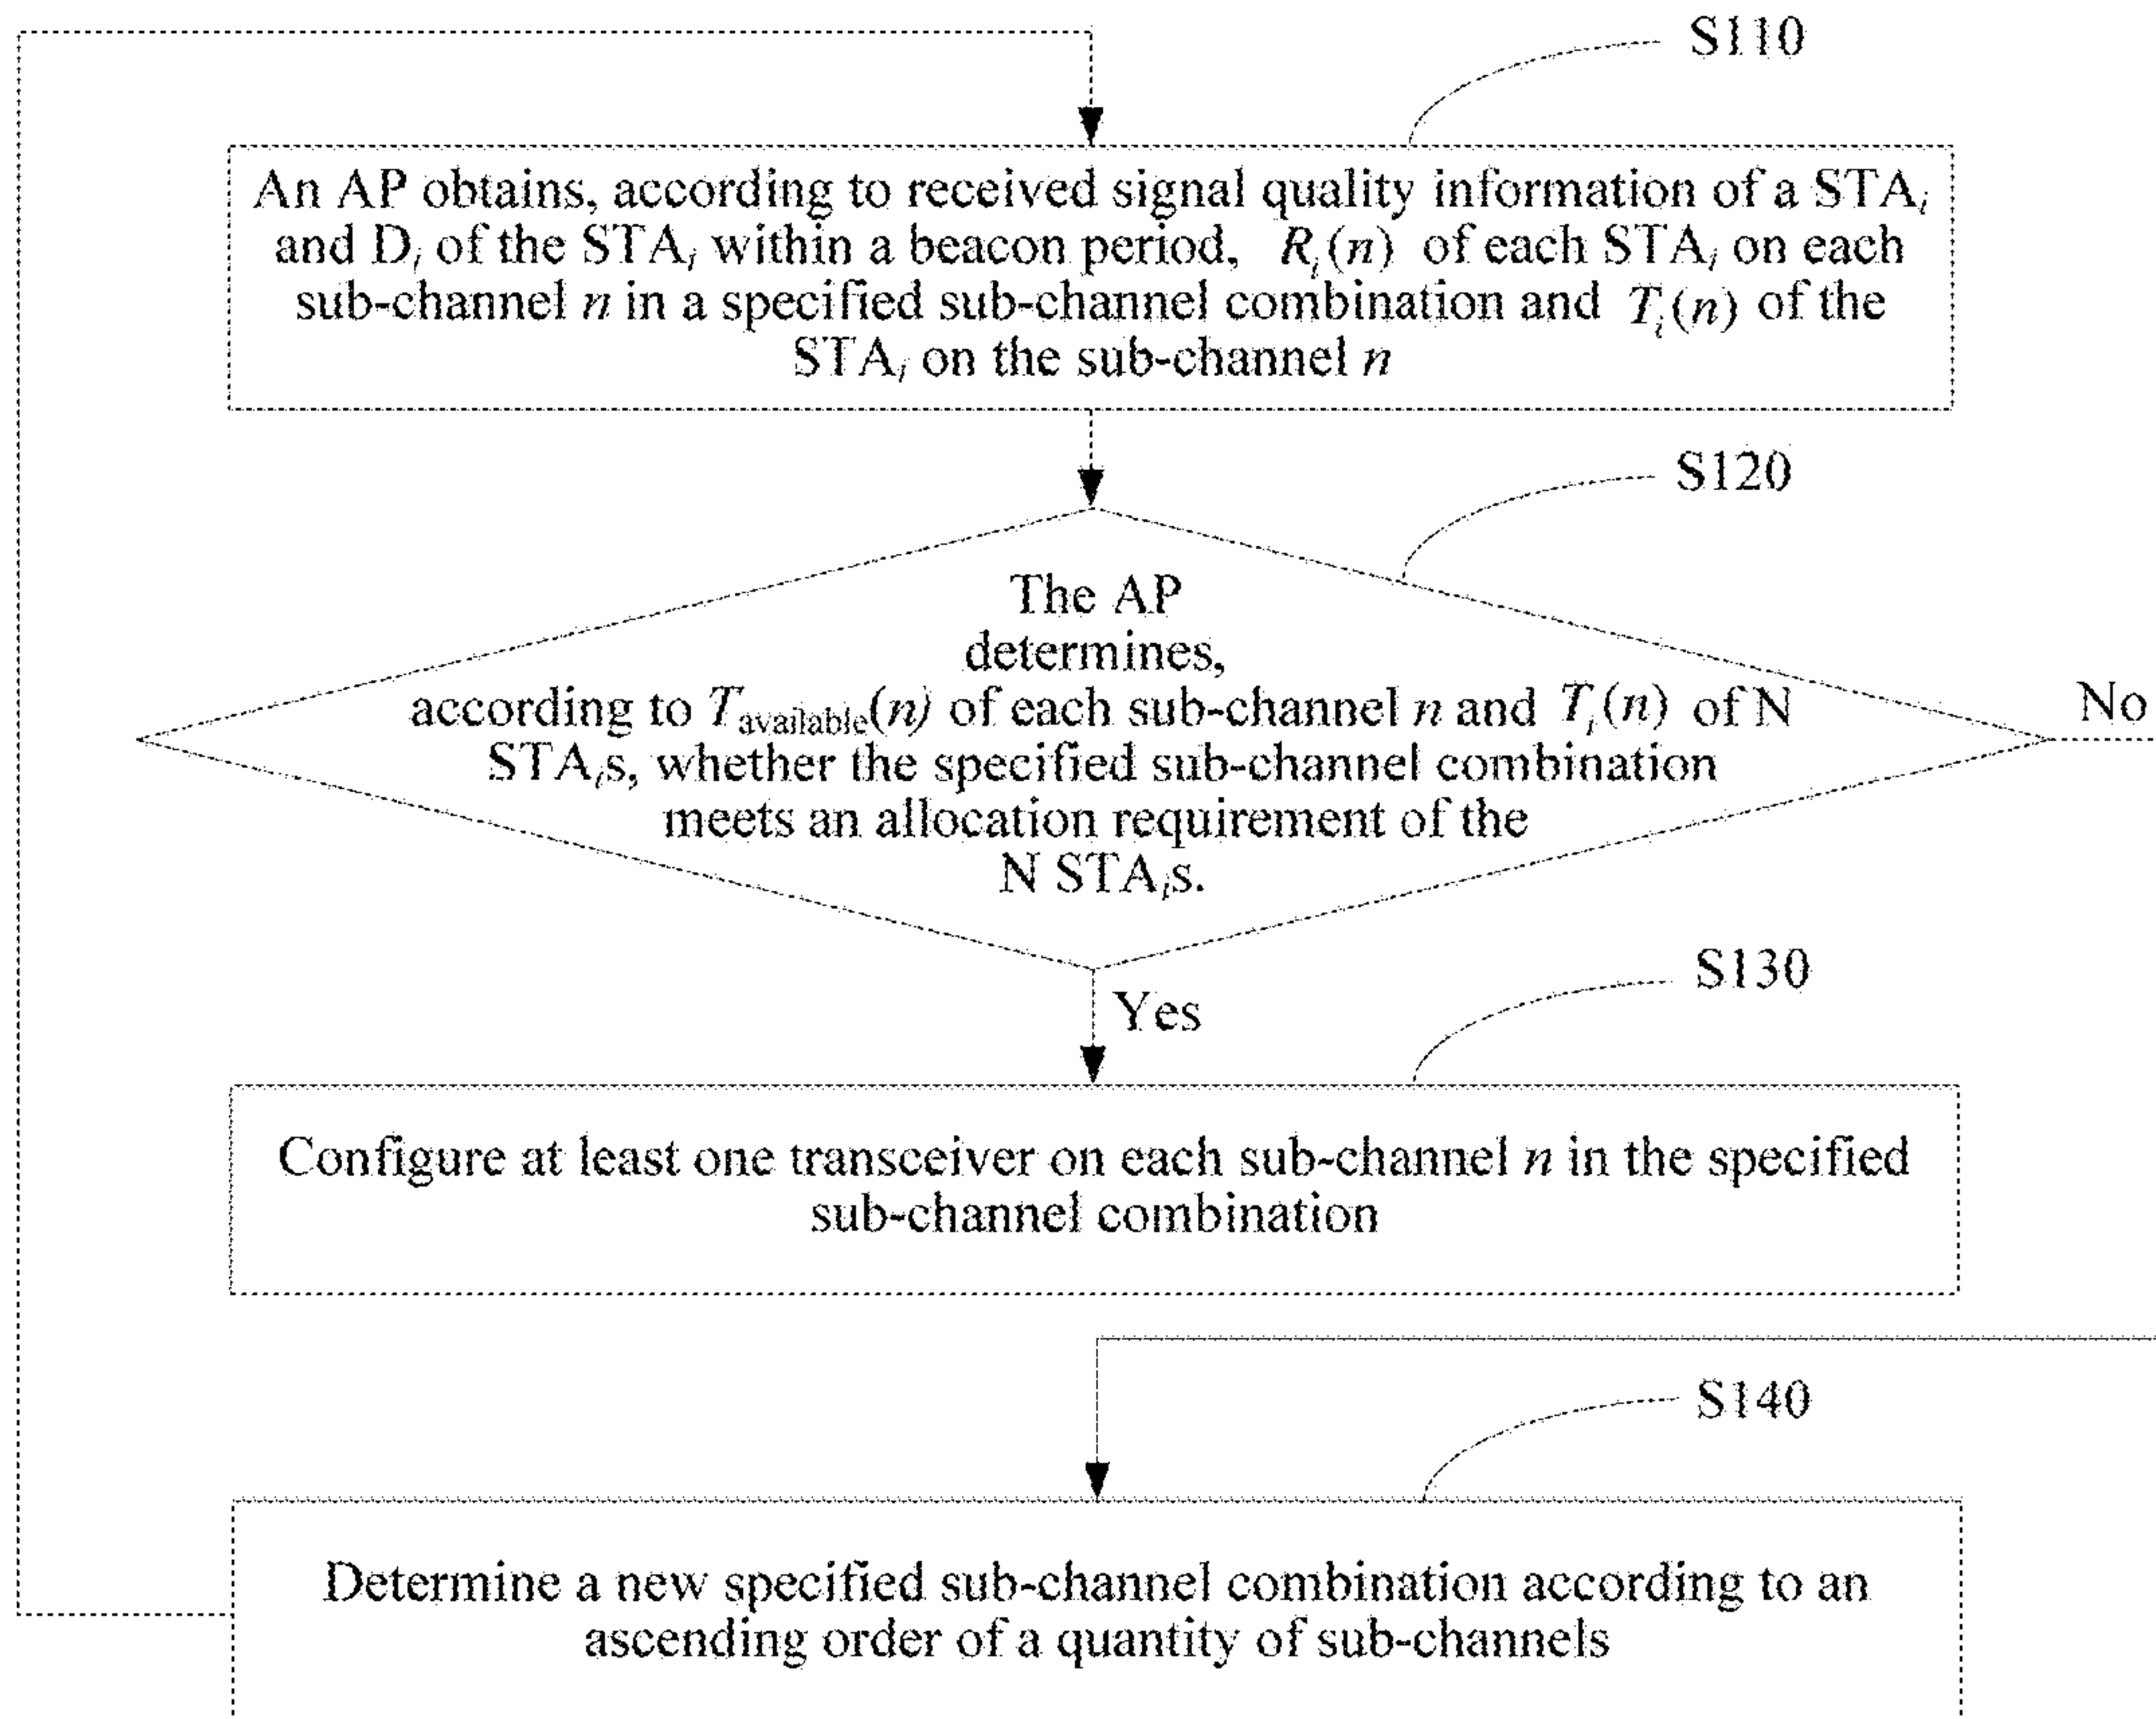 S110
An AP obtains, according to received signal quality information of a STAᵢ
and Dᵢ of the STAᵢ within a beacon period, Rᵢ(n) of each STAᵢ on each
sub-channel n in a specified sub-channel combination and Tᵢ(n) of the
STAᵢ on the sub-channel n
S120
The AP
determines,
according to T_available(n) of each sub-channel n and Tᵢ(n) of N
STAᵢs, whether the specified sub-channel combination
meets an allocation requirement of the
N STAᵢs.
No
Yes
S130
Configure at least one transceiver on each sub-channel n in the specified
sub-channel combination
S140
Determine a new specified sub-channel combination according to an
ascending order of a quantity of sub-channels